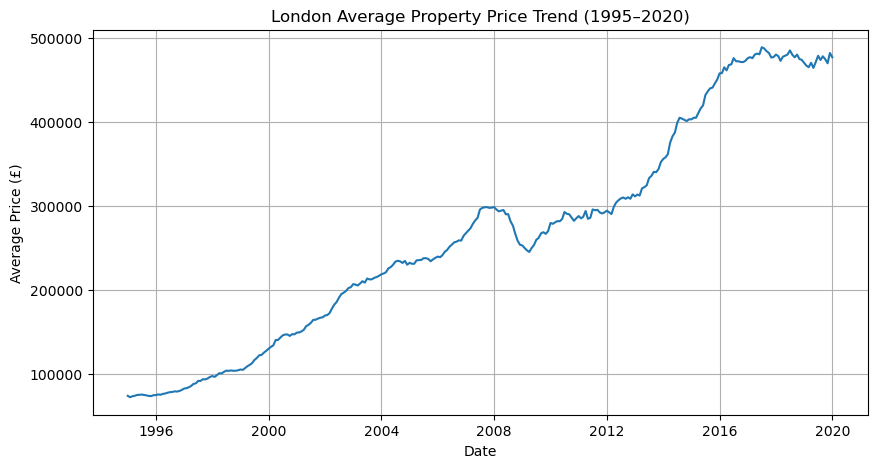 London Average Property Price Trend (1995–2020)
500000
400000
300000
200000
100000
Average Price (£)
1996 2000 2004 2008 2012 2016 2020
Date